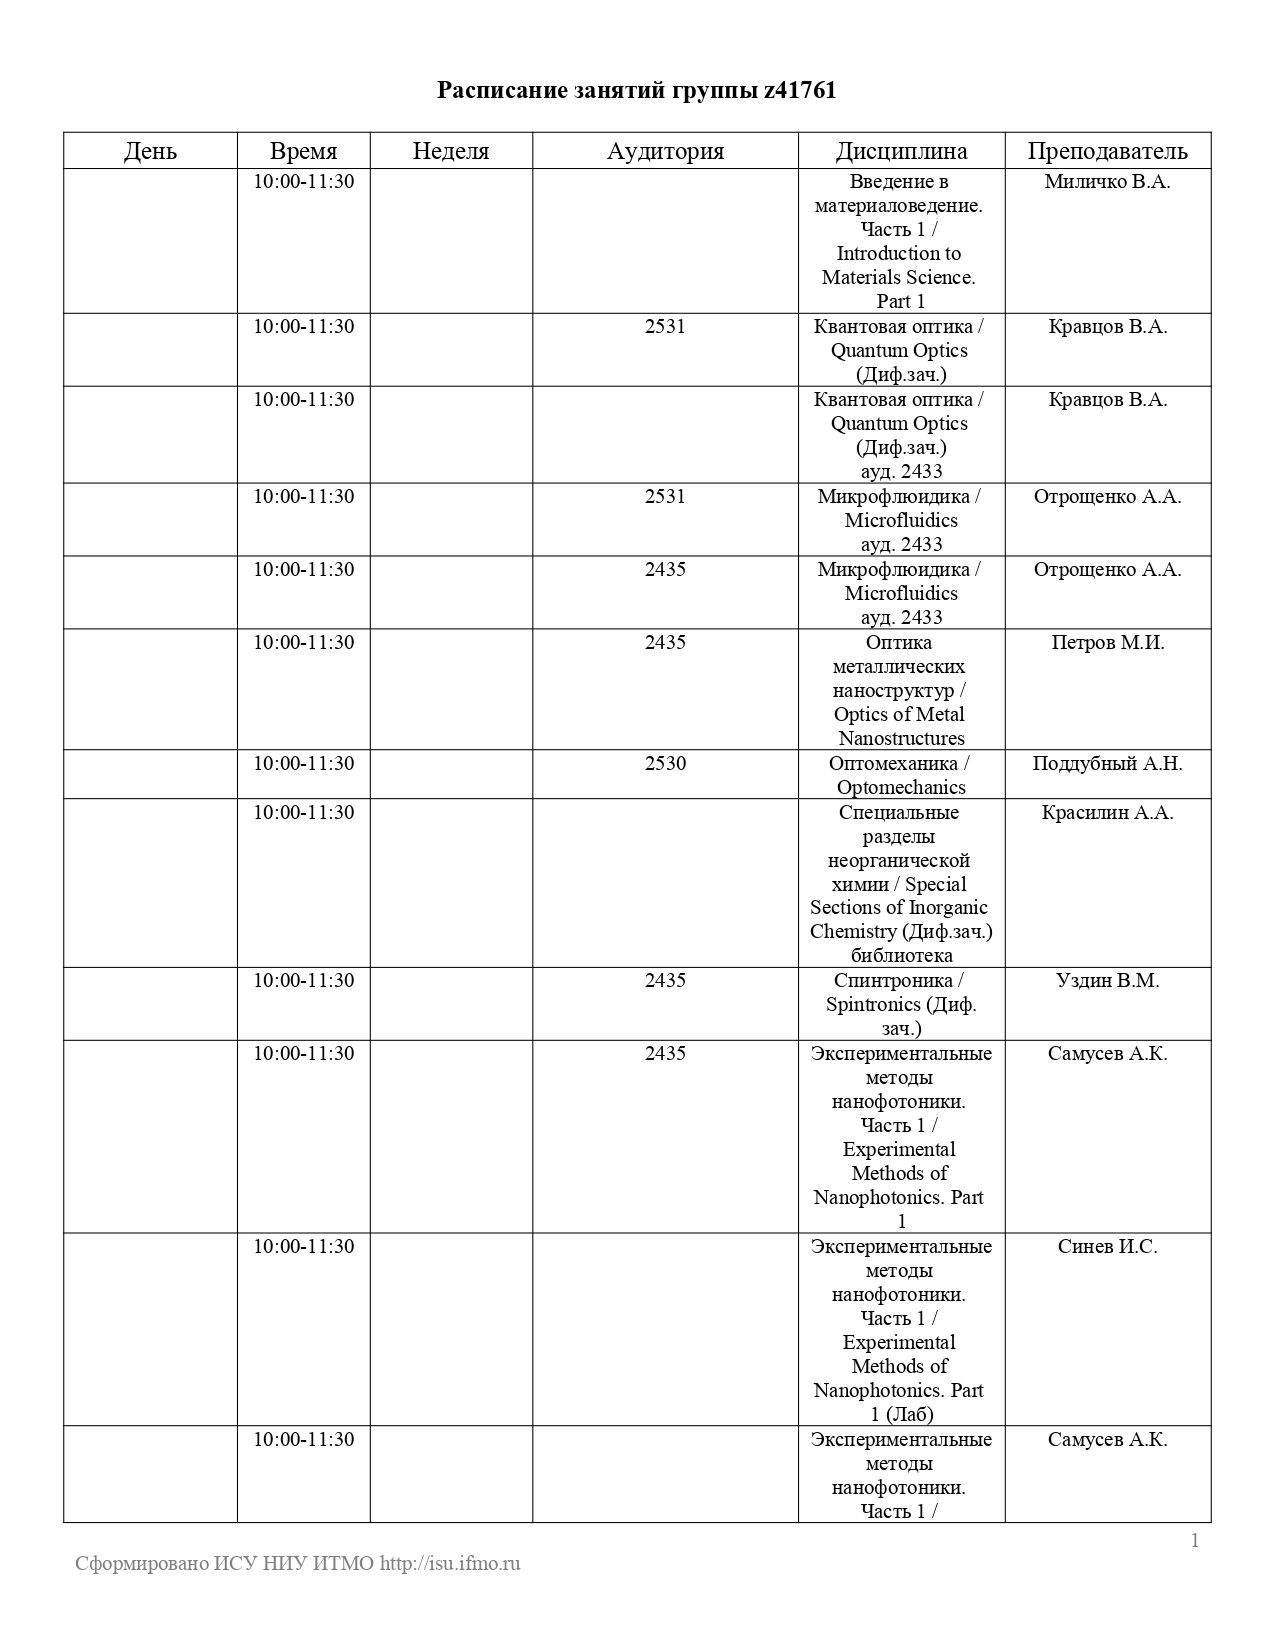 Расписание занятий группы z41761
День Время Неделя Аудитория Дисциплина Преподаватель
10:00-11:30 Введение в Миличко В.А.
материаловедение.
Часть 1 /
Introduction to
Materials Science.
Part 1
10:00-11:30 2531 Квантовая оптика / Кравцов В.А.
Quantum Optics
(Диф.зач.)
10:00-11:30 Квантовая оптика / Кравцов В.А.
Quantum Optics
(Диф.зач.)
ауд. 2433
10:00-11:30 2531 Микрофлюидика / Отрощенко А.А.
Microfluidics
ауд. 2433
10:00-11:30 2435 Микрофлюидика / Отрощенко А.А.
Microfluidics
ауд. 2433
10:00-11:30 2435 Оптика Петров М.И.
металлических
наноструктур /
Optics of Metal
Nanostructures
10:00-11:30 2530 Оптомеханика / Поддубный А.Н.
Optomechanics
10:00-11:30 Специальные Красилин А.А.
разделы
неорганической
химии / Special
Sections of Inorganic
Chemistry (Диф.зач.)
библиотека
10:00-11:30 2435 Спинтроника / Уздин В.М.
Spintronics (Диф.
зач.)
10:00-11:30 2435 Экспериментальные Самусев А.К.
методы
нанофотоники.
Часть 1 /
Experimental
Methods of
Nanophotonics. Part
1
10:00-11:30 Экспериментальные Синев И.С.
методы
нанофотоники.
Часть 1 /
Experimental
Methods of
Nanophotonics. Part
1 (Лаб)
10:00-11:30 Экспериментальные Самусев А.К.
методы
нанофотоники.
Часть 1 /
1
Сформировано ИСУ НИУ ИТМО http://isu.ifmo.ru